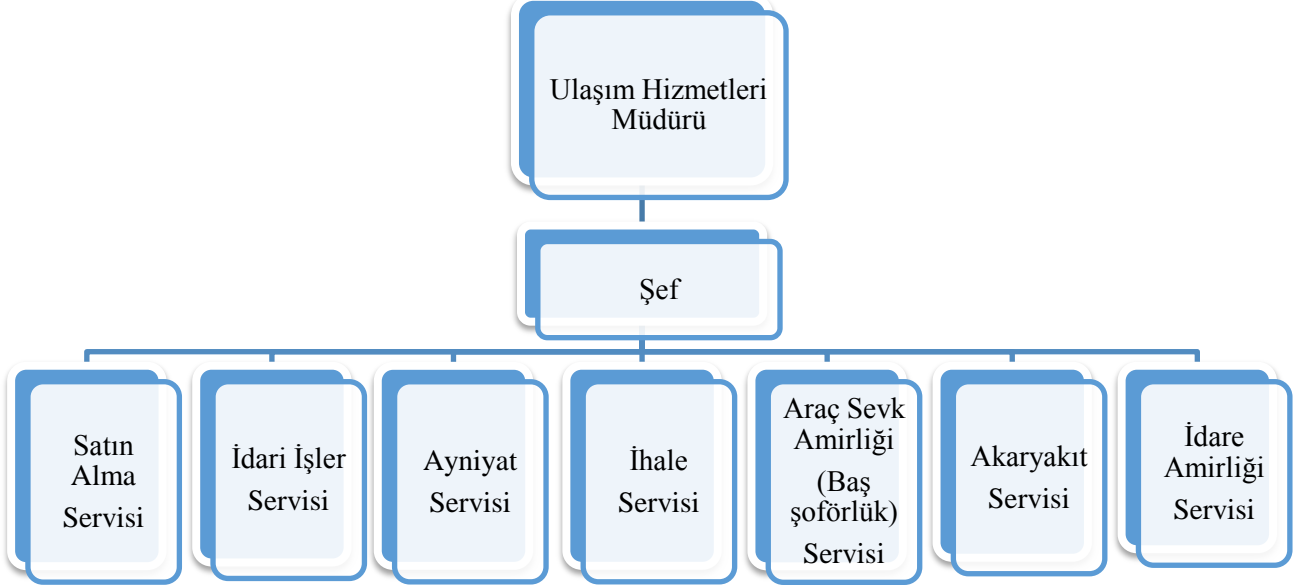 Ulaşım Hizmetleri
Müdürü
Şef
Satın
Alma
Servisi
İdari İşler
Servisi
Ayniyat
Servisi
İhale
Servisi
Araç Sevk
Amirliği
(Baş
şoförlük)
Servisi
Akaryakıt
Servisi
İdare
Amirliği
Servisi